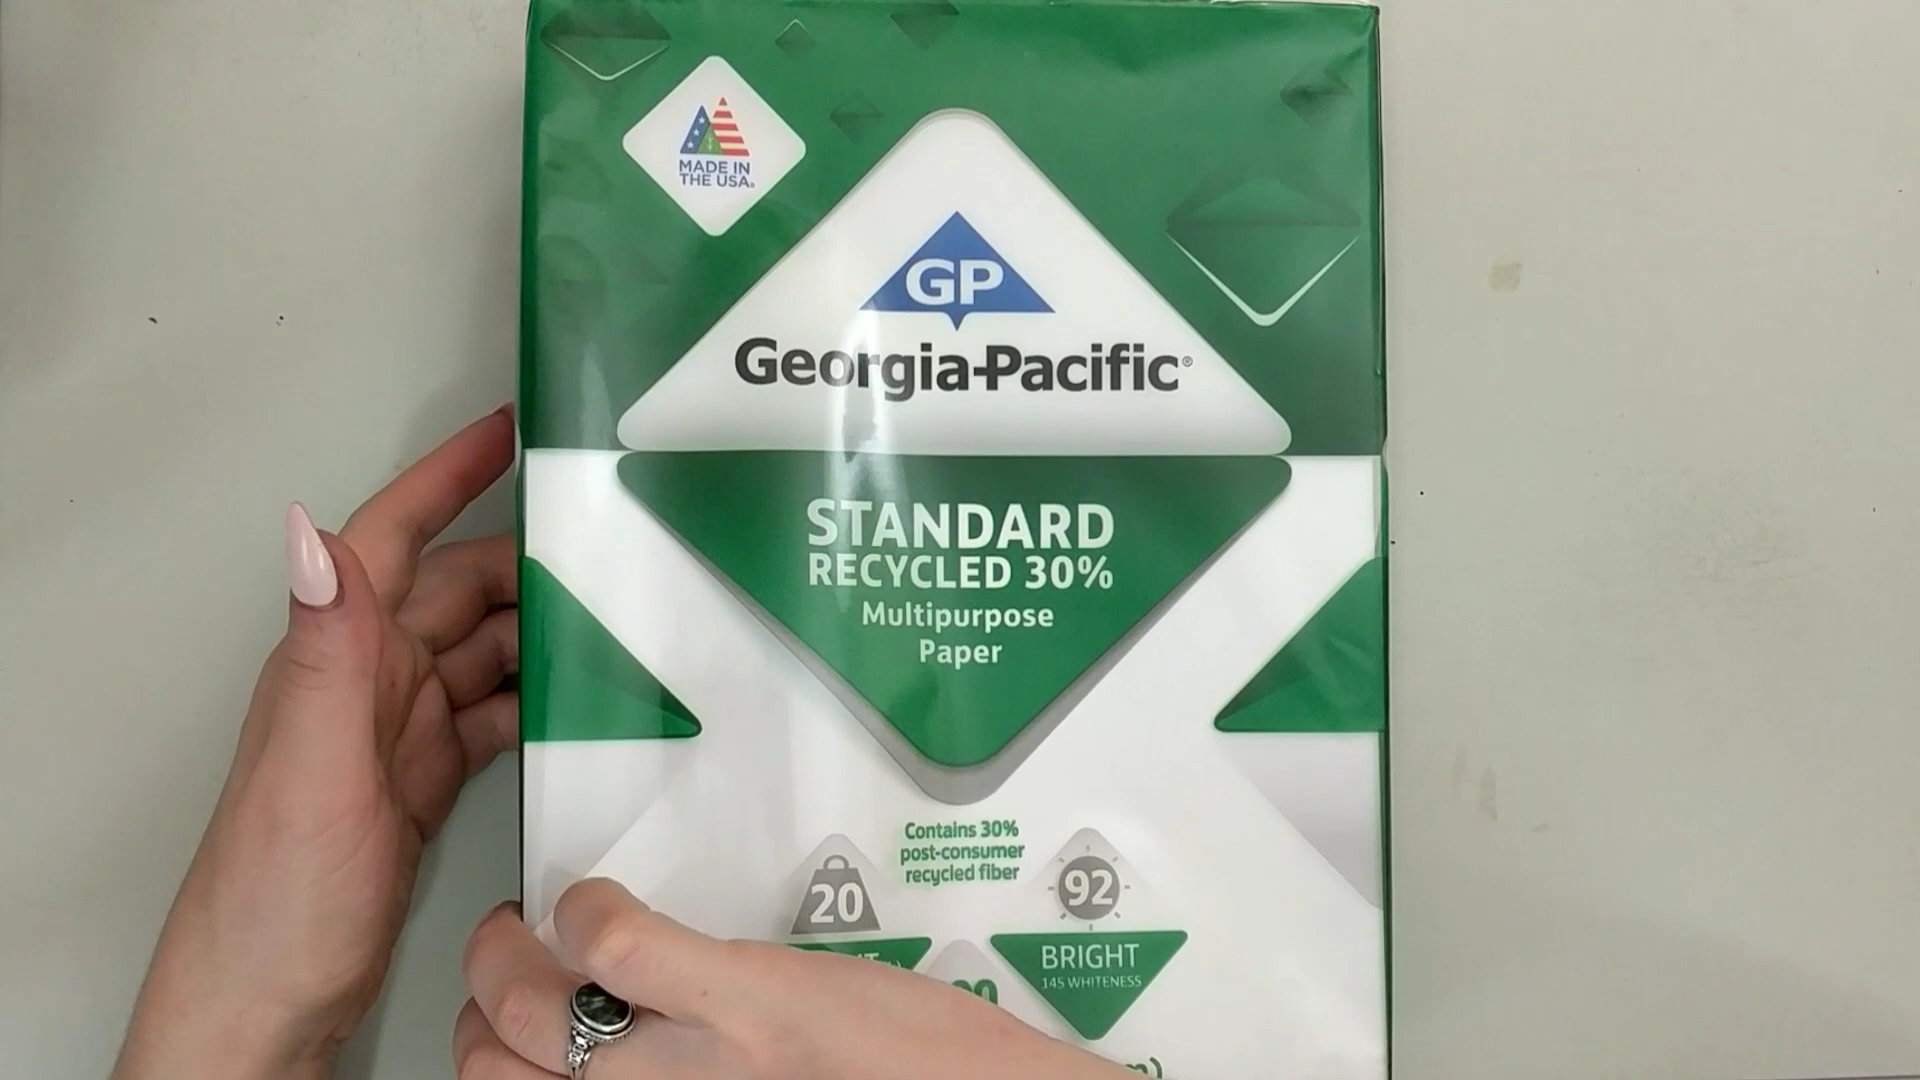 MADE IN
THE USA®
GP
Georgia-Pacific®
STANDARD
RECYCLED 30%
Multipurpose
Paper
Contains 30%
post-consumer
recycled fiber
20
92
BRIGHT
145 WHITENESS